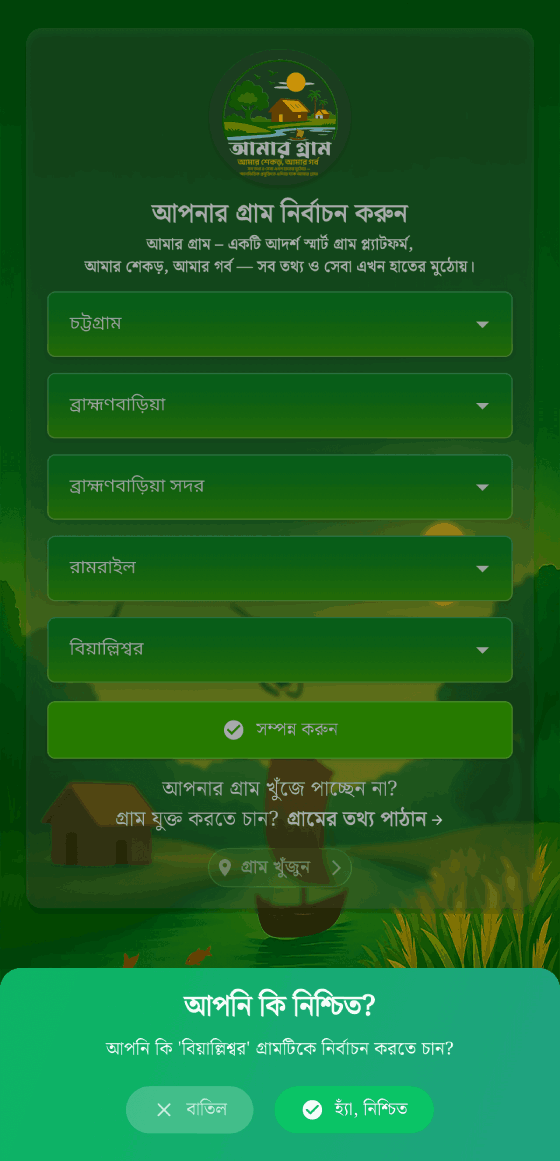 আমার গ্রাম
আমার শেকড়, আমার গর্ব
আপনার গ্রাম নির্বাচন করুন
আমার গ্রাম – একটি আদর্শ স্মার্ট গ্রাম প্ল্যাটফর্ম,
আমার শেকড়, আমার গর্ব — সব তথ্য ও সেবা এখন হাতের মুঠোয়।
চট্টগ্রাম
ব্রাহ্মণবাড়িয়া
ব্রাহ্মণবাড়িয়া সদর
রামরাইল
বিয়াল্লিশ্বর
সম্পন্ন করুন
আপনার গ্রাম খুঁজে পাচ্ছেন না?
গ্রাম যুক্ত করতে চান? গ্রামের তথ্য পাঠান →
গ্রাম খুঁজুন
আপনি কি নিশ্চিত?
আপনি কি 'বিয়াল্লিশ্বর' গ্রামটিকে নির্বাচন করতে চান?
বাতিল
হ্যাঁ, নিশ্চিত